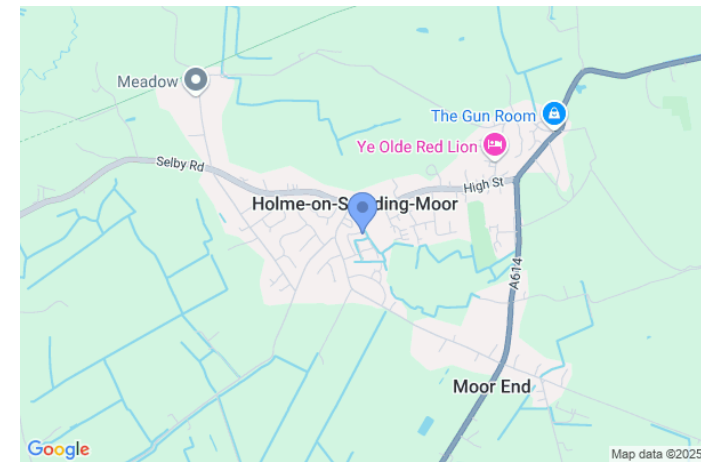 Meadow
The Gun Room
Ye Olde Red Lion
Selby Rd
High St
Holme-on-S ding-Moor
A614
Moor End
Google
Map data ©2025